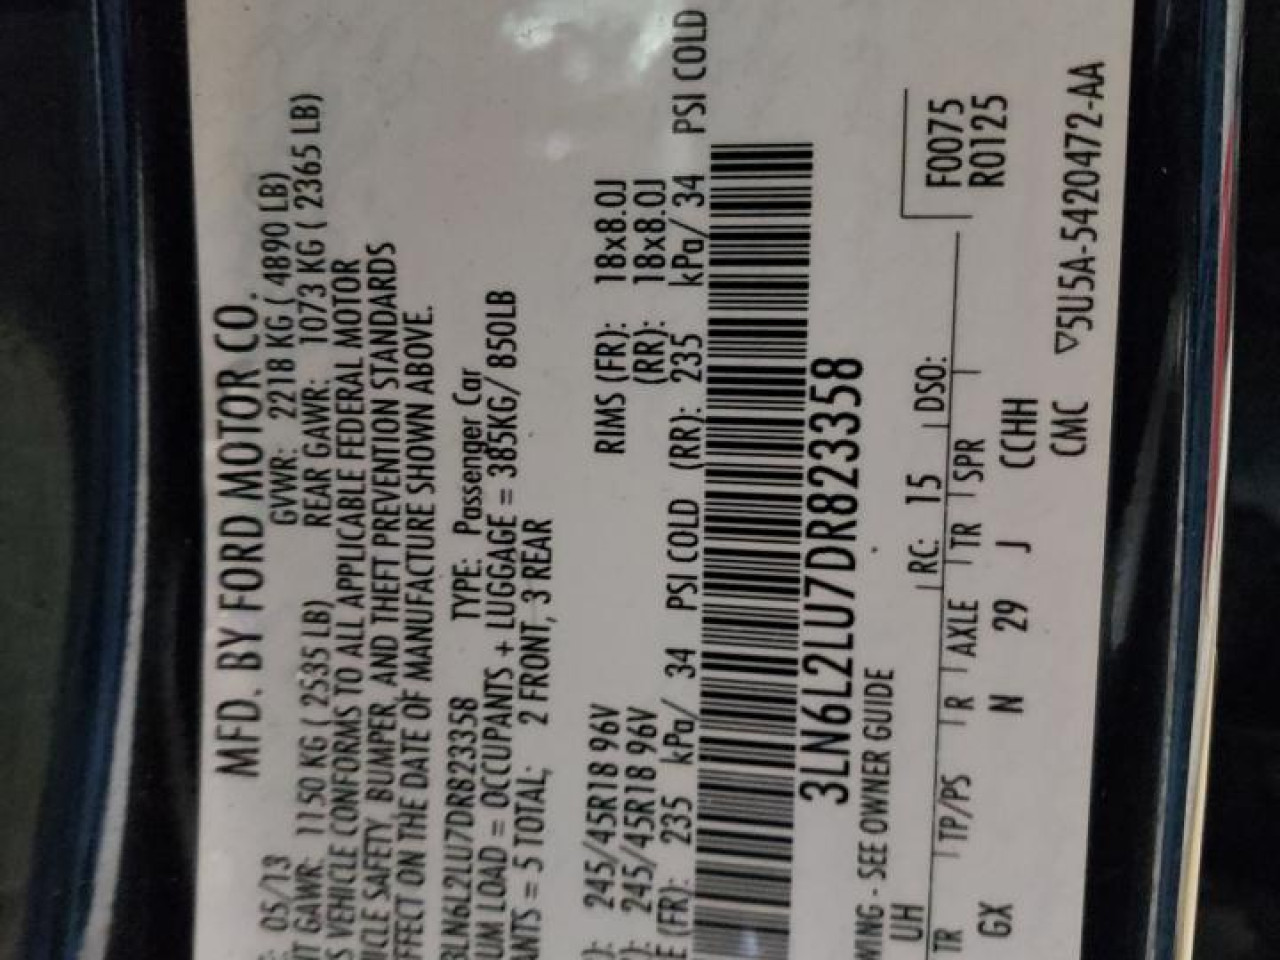 MFD. BY FORD MOTOR CO.
05/13 GVWR: 2218 KG ( 4890 LB)
GAWR: 1150 KG ( 2535 LB) REAR GAWR: 1073 KG ( 2365 LB)
VEHICLE CONFORMS TO ALL APPLICABLE FEDERAL MOTOR
SAFETY, BUMPER, AND THEFT PREVENTION STANDARDS
ON THE DATE OF MANUFACTURE SHOWN ABOVE.
3LN6L2LU7DR823358 TYPE: Passenger Car
LOAD = OCCUPANTS + LUGGAGE = 385KG/ 850LB
= 5 TOTAL; 2 FRONT, 3 REAR
245/45R18 96V RIMS (FR): 18x8.0J
245/45R18 96V (RR): 18x8.0J
(FR): 235 kPa/ 34 PSI COLD (RR): 235 kPa/ 34 PSI COLD
3LN6L2LU7DR823358
- SEE OWNER GUIDE
UH RC: 15 DSO: F0075
TR TP/PS R AXLE TR SPR R0125
GX N 29 J CCHH
CMC ▽5U5A-5420472-AA